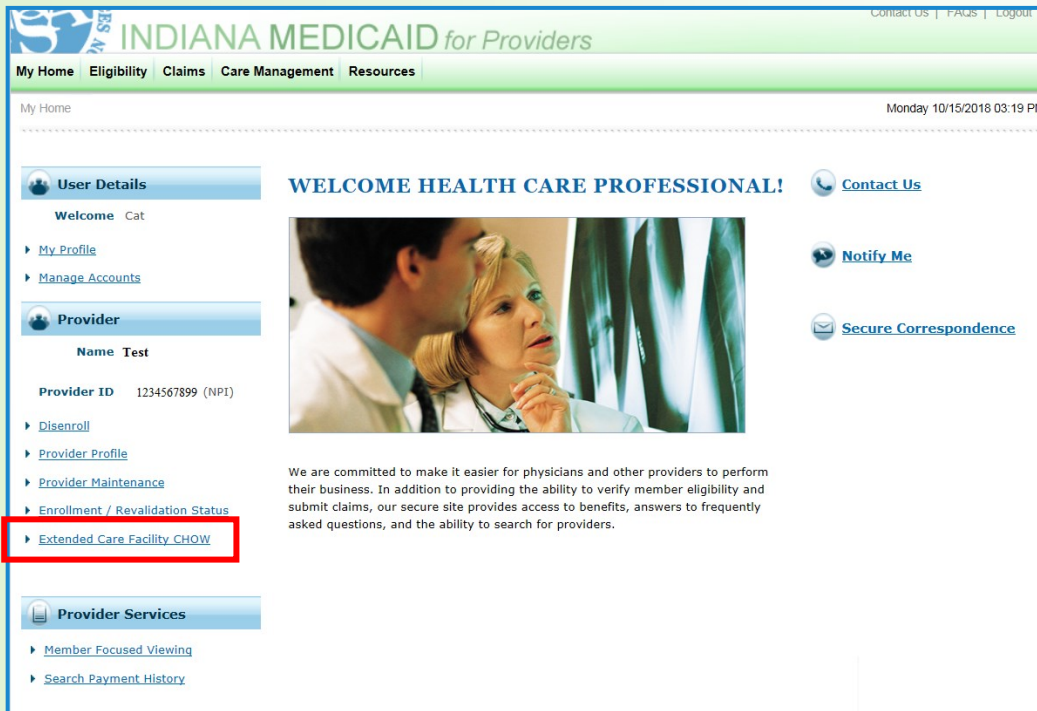 Contact Us | FAQs | Logout
INDIANA MEDICAID for Providers
My Home Eligibility Claims Care Management Resources
My Home
Monday 10/15/2018 03:19 P
User Details
Welcome Cat
My Profile
Manage Accounts
Provider
Name Test
Provider ID 1234567899 (NPI)
Disenroll
Provider Profile
Provider Maintenance
Enrollment / Revalidation Status
Extended Care Facility CHOW
Provider Services
Member Focused Viewing
Search Payment History
WELCOME HEALTH CARE PROFESSIONAL!
We are committed to make it easier for physicians and other providers to perform
their business. In addition to providing the ability to verify member eligibility and
submit claims, our secure site provides access to benefits, answers to frequently
asked questions, and the ability to search for providers.
Contact Us
Notify Me
Secure Correspondence